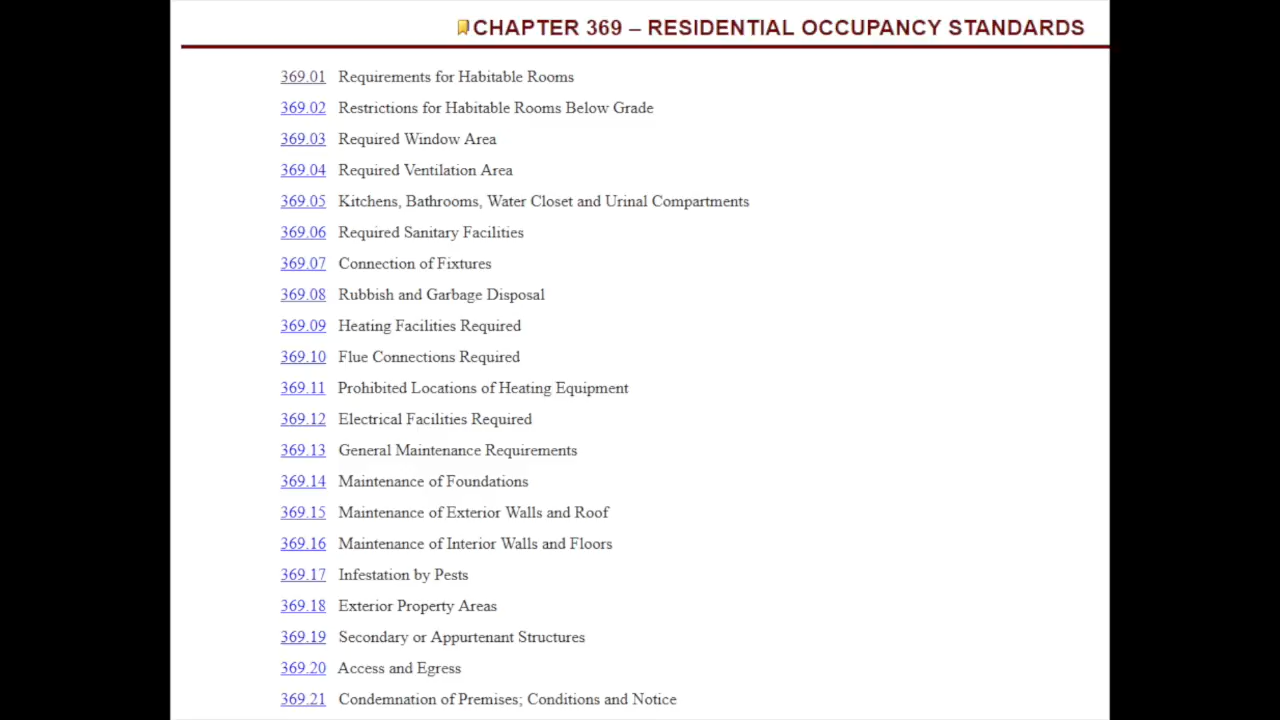 CHAPTER 369 – RESIDENTIAL OCCUPANCY STANDARDS
369.01 Requirements for Habitable Rooms
369.02 Restrictions for Habitable Rooms Below Grade
369.03 Required Window Area
369.04 Required Ventilation Area
369.05 Kitchens, Bathrooms, Water Closet and Urinal Compartments
369.06 Required Sanitary Facilities
369.07 Connection of Fixtures
369.08 Rubbish and Garbage Disposal
369.09 Heating Facilities Required
369.10 Flue Connections Required
369.11 Prohibited Locations of Heating Equipment
369.12 Electrical Facilities Required
369.13 General Maintenance Requirements
369.14 Maintenance of Foundations
369.15 Maintenance of Exterior Walls and Roof
369.16 Maintenance of Interior Walls and Floors
369.17 Infestation by Pests
369.18 Exterior Property Areas
369.19 Secondary or Appurtenant Structures
369.20 Access and Egress
369.21 Condemnation of Premises; Conditions and Notice